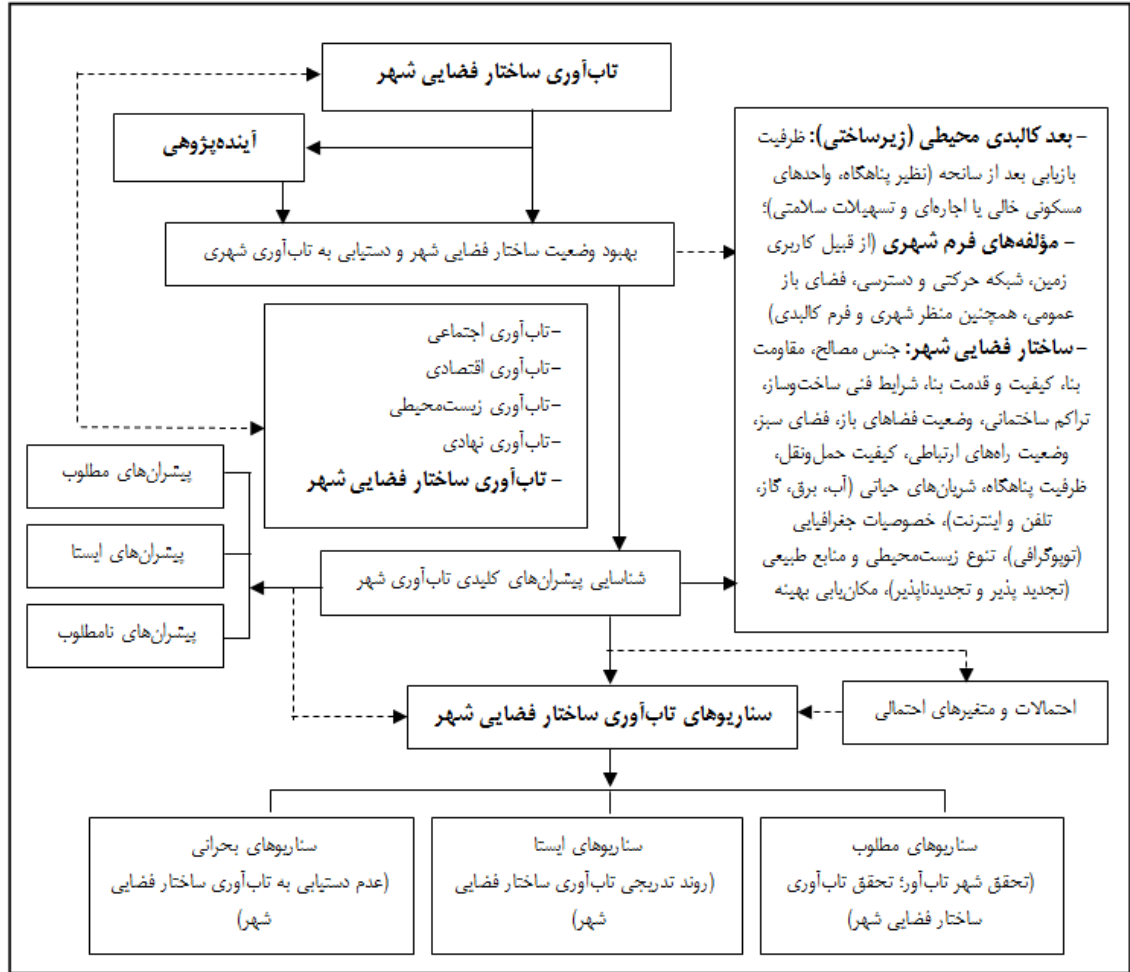 تاب‌آوری ساختار فضایی شهر
آینده‌پژوهی
بهبود وضعیت ساختار فضایی شهر و دستیابی به تاب‌آوری شهری
– بعد کالبدی محیطی (زیرساختی): ظرفیت
بازیابی بعد از سانحه (نظیر پناهگاه، واحدهای
مسکونی خالی یا اجاره‌ای و تسهیلات سلامتی)؛
– مؤلفه‌های فرم شهری (از قبیل کاربری
زمین، شبکه حرکتی و دسترسی، فضای باز
عمومی، همچنین منظر شهری و فرم کالبدی)
– ساختار فضایی شهر: جنس مصالح، مقاومت
بنا، کیفیت و قدمت بنا، شرایط فنی ساخت‌وساز،
تراکم ساختمانی، وضعیت فضاهای باز، فضای سبز،
وضعیت راه‌های ارتباطی، کیفیت حمل‌ونقل،
ظرفیت پناهگاه، شریان‌های حیاتی (آب، برق، گاز،
تلفن و اینترنت)، خصوصیات جغرافیایی
(توپوگرافی)، تنوع زیست‌محیطی و منابع طبیعی
(تجدید پذیر و تجدیدناپذیر)، مکان‌یابی بهینه
–تاب‌آوری اجتماعی
–تاب‌آوری اقتصادی
–تاب‌آوری زیست‌محیطی
–تاب‌آوری نهادی
– تاب‌آوری ساختار فضایی شهر
پیشران‌های مطلوب
پیشران‌های ایستا
پیشران‌های نامطلوب
شناسایی پیشران‌های کلیدی تاب‌آوری شهر
سناریوهای تاب‌آوری ساختار فضایی شهر
احتمالات و متغیرهای احتمالی
سناریوهای مطلوب
(تحقق شهر تاب‌آور؛ تحقق تاب‌آوری
ساختار فضایی شهر)
سناریوهای ایستا
(روند تدریجی تاب‌آوری ساختار فضایی
شهر)
سناریوهای بحرانی
(عدم دستیابی به تاب‌آوری ساختار فضایی
شهر)